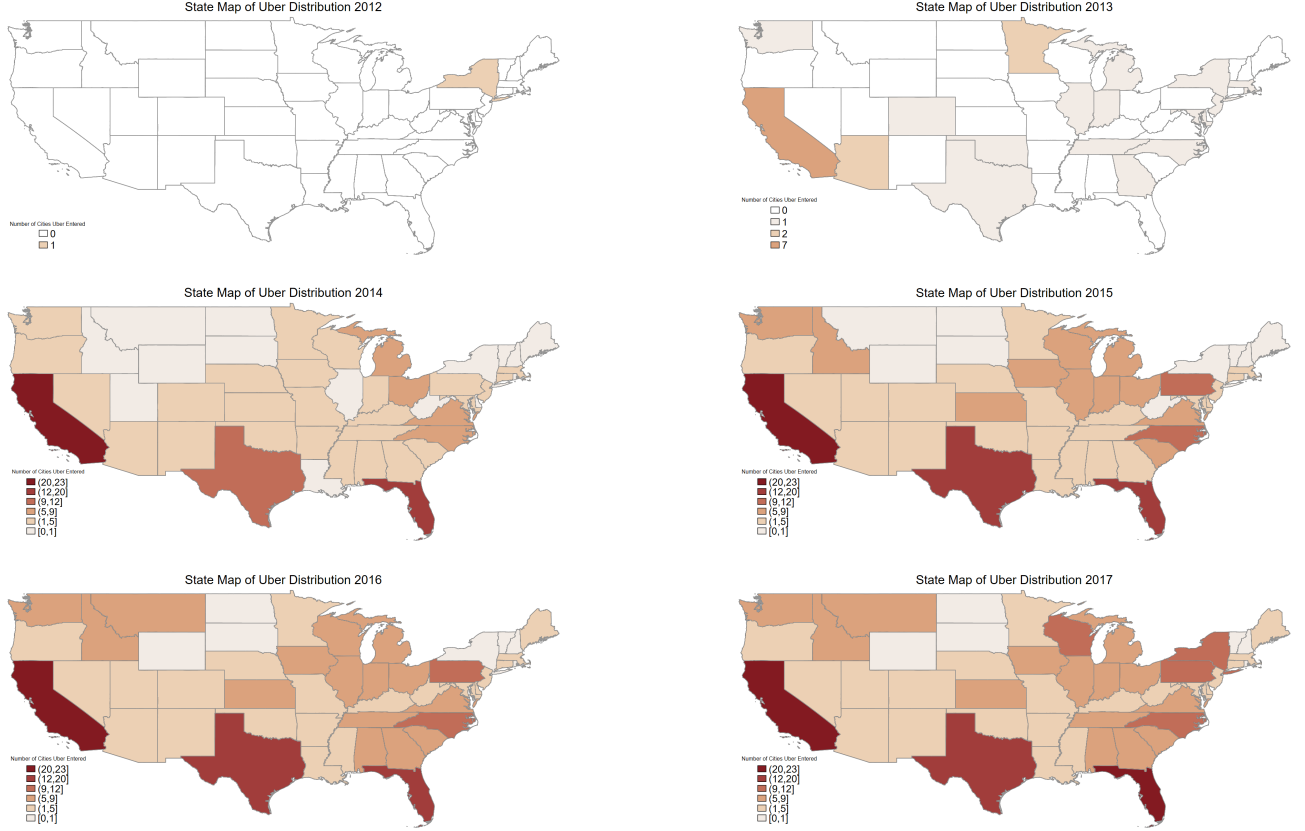 State Map of Uber Distribution 2012
Number of Cities Uber Entered
0
1
State Map of Uber Distribution 2013
Number of Cities Uber Entered
0
1
2
7
State Map of Uber Distribution 2014
Number of Cities Uber Entered
(20,23]
(12,20]
(9,12]
(5,9]
(1,5]
[0,1]
State Map of Uber Distribution 2015
Number of Cities Uber Entered
(20,23]
(12,20]
(9,12]
(5,9]
(1,5]
[0,1]
State Map of Uber Distribution 2016
Number of Cities Uber Entered
(20,23]
(12,20]
(9,12]
(5,9]
(1,5]
[0,1]
State Map of Uber Distribution 2017
Number of Cities Uber Entered
(20,23]
(12,20]
(9,12]
(5,9]
(1,5]
[0,1]